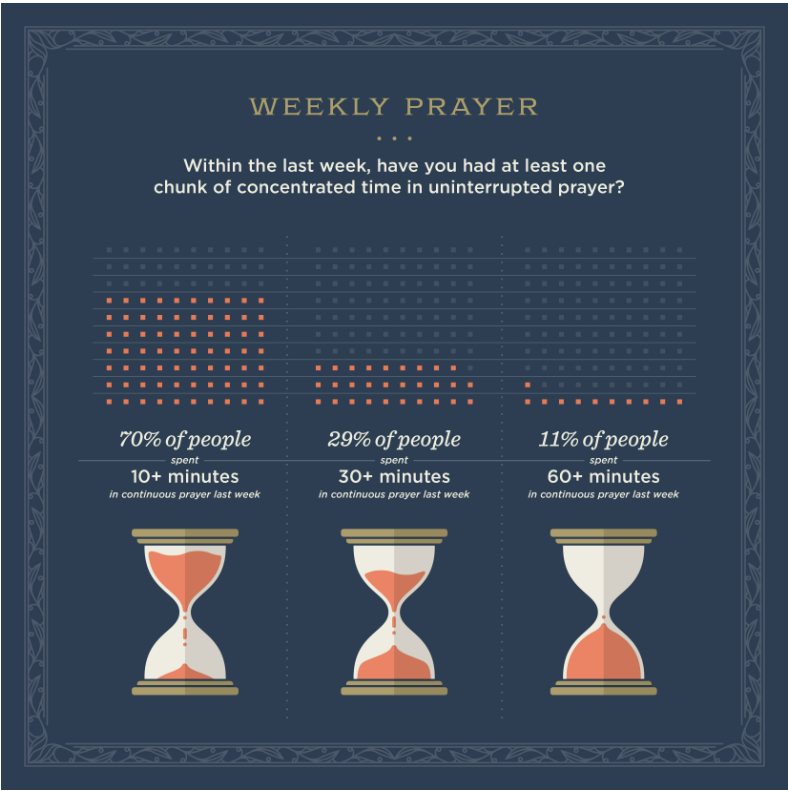 WEEKLY PRAYER
Within the last week, have you had at least one
chunk of concentrated time in uninterrupted prayer?
70% of people
spent
10+ minutes
in continuous prayer last week
29% of people
spent
30+ minutes
in continuous prayer last week
11% of people
spent
60+ minutes
in continuous prayer last week